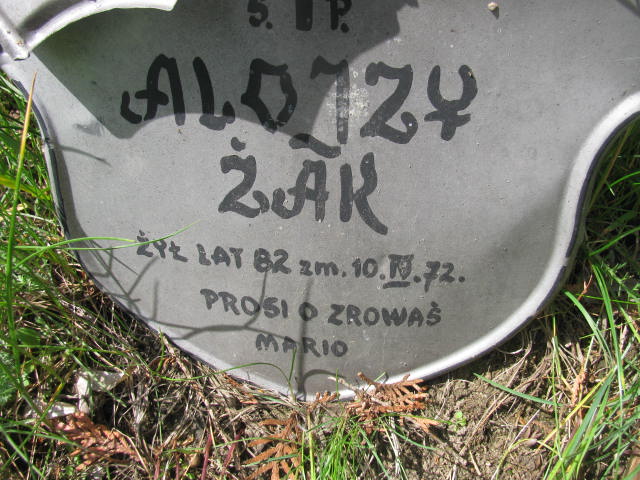 Ś. † P.
ALOJZY
ŻAK
ŻYŁ LAT 82 zm. 10. IV. 72.
PROSI O ZROWAŚ
MARIO